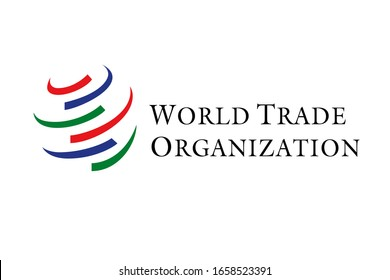 WORLD TRADE
ORGANIZATION
shutterstock.com · 1658523391